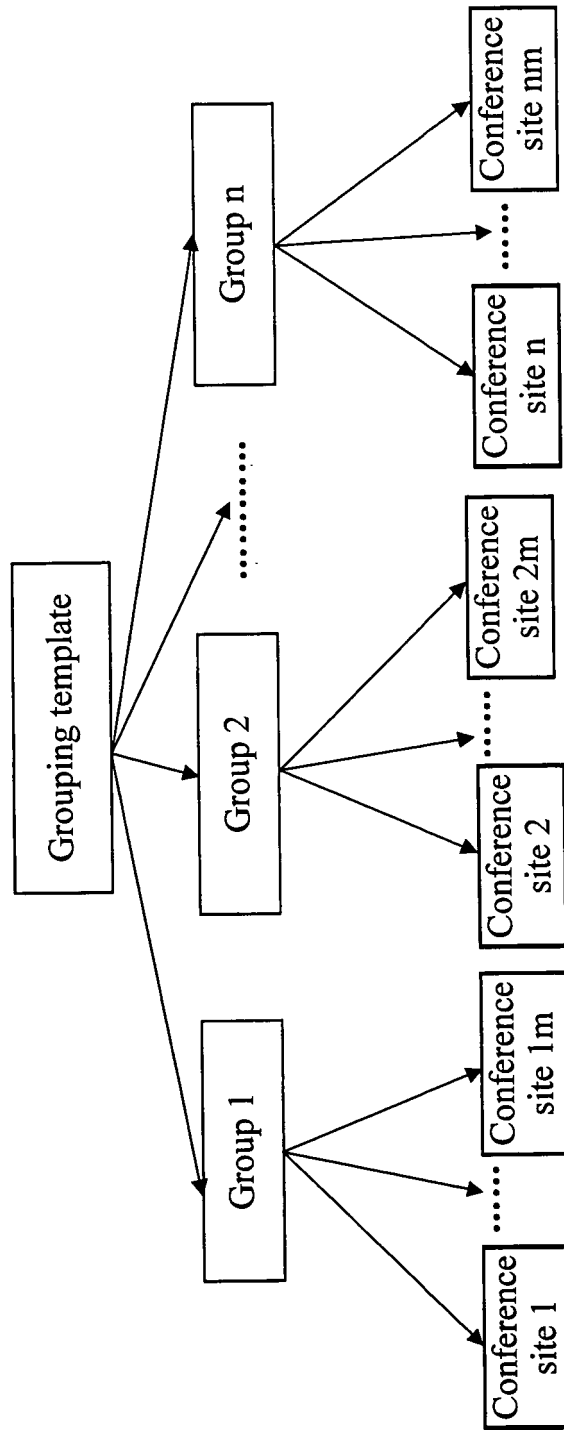 Grouping template
Group 1
Group 2
.........
Group n
Conference
site 1
......
Conference
site 1m
Conference
site 2
......
Conference
site 2m
Conference
site n
......
Conference
site nm